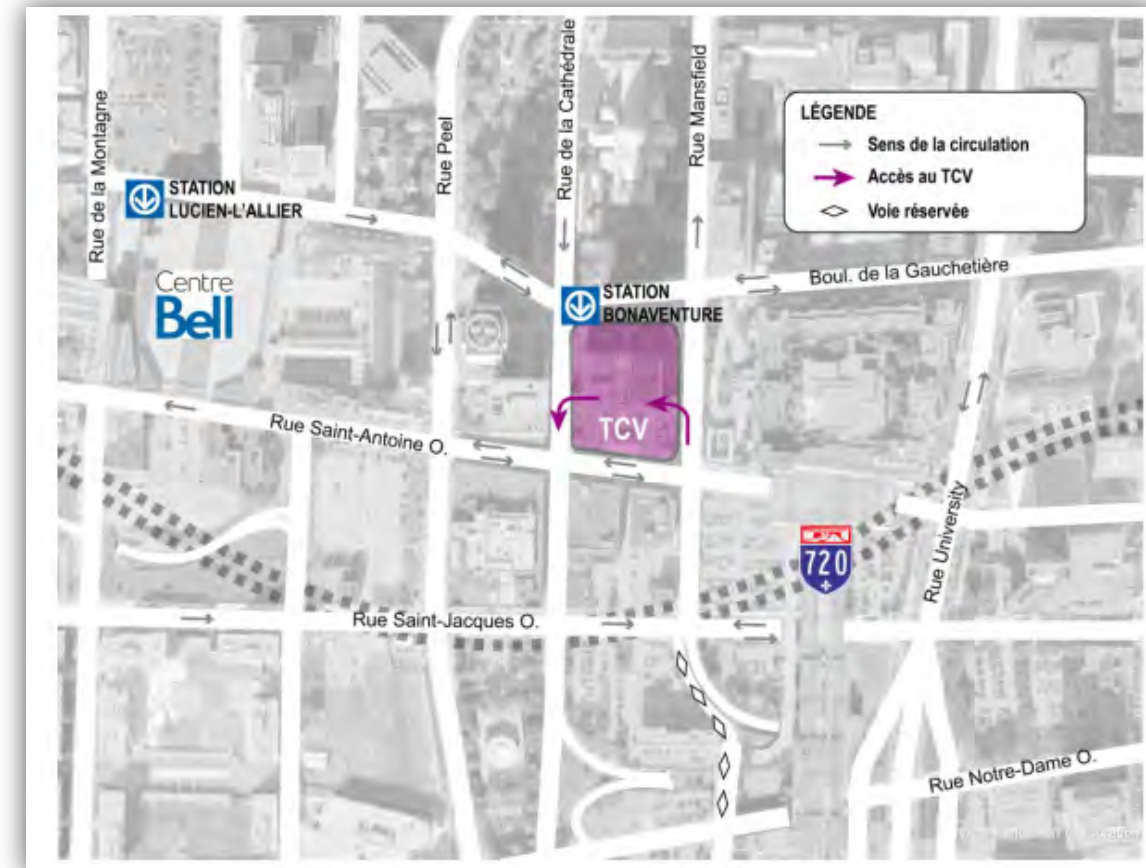 Rue de la Montagne
Rue Peel
Rue de la Cathédrale
Rue Mansfield
LÉGENDE
Sens de la circulation
Accès au TCV
Voie réservée
STATION
LUCIEN-L'ALLIER
Centre
Bell
STATION
BONAVENTURE
Boul. de la Gauchetière
TCV
Rue Saint-Antoine O.
Rue University
720
Rue Saint-Jacques O.
Rue Notre-Dame O.